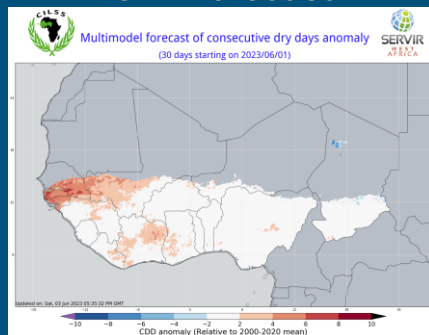 CILSS
Multimodel forecast of consecutive dry days anomaly
(30 days starting on 2023/06/01)
SERVIR
WEST
AFRICA
Updated on: Sat, 03 Jun 2023 05:35:32 PM GMT
−10 −8 −6 −4 −2 2 4 6 8 10
CDD anomaly (Relative to 2000-2020 mean)